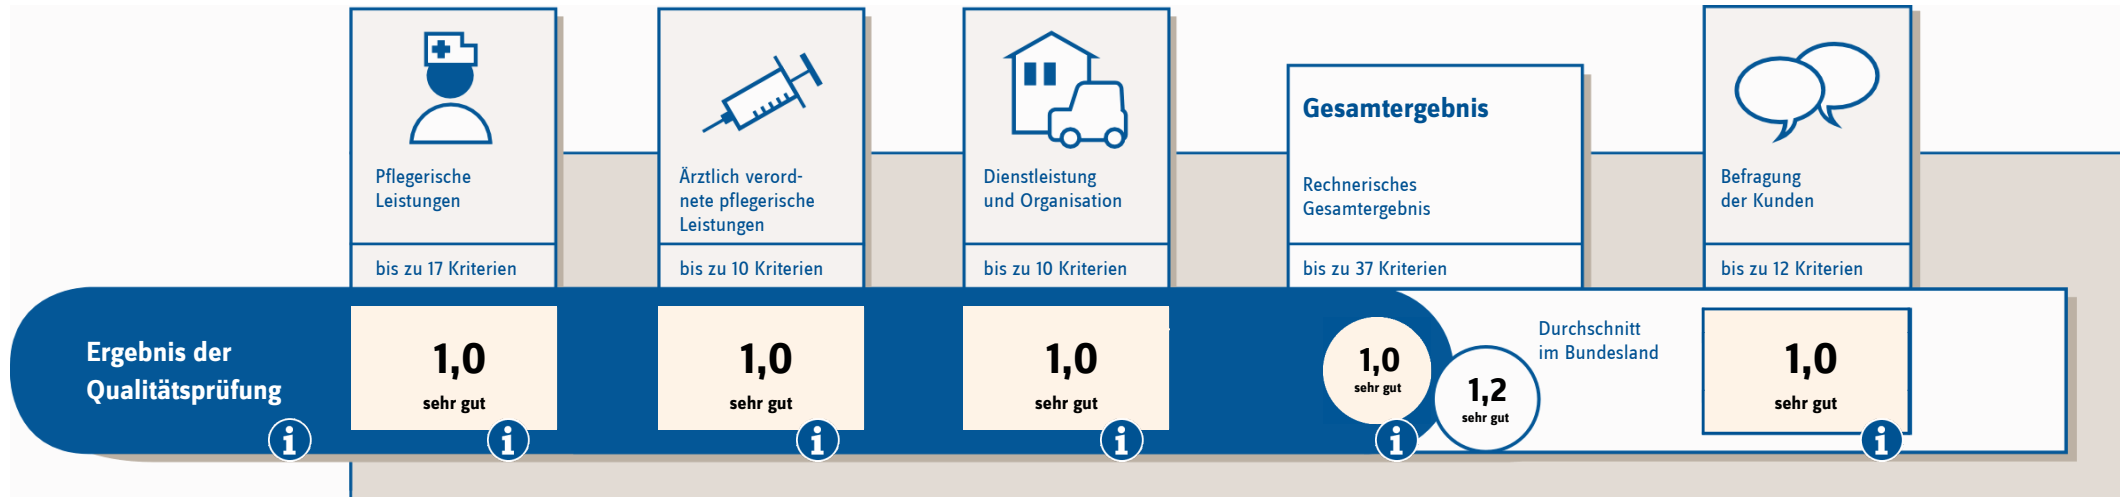 Pflegerische
Leistungen
bis zu 17 Kriterien
Ärztlich verord-
nete pflegerische
Leistungen
bis zu 10 Kriterien
Dienstleistung
und Organisation
bis zu 10 Kriterien
Gesamtergebnis
Rechnerisches
Gesamtergebnis
bis zu 37 Kriterien
Befragung
der Kunden
bis zu 12 Kriterien
Ergebnis der
Qualitätsprüfung
i
1,0
sehr gut
i
1,0
sehr gut
i
1,0
sehr gut
i
1,0
sehr gut
i
1,2
sehr gut
Durchschnitt
im Bundesland
1,0
sehr gut
i